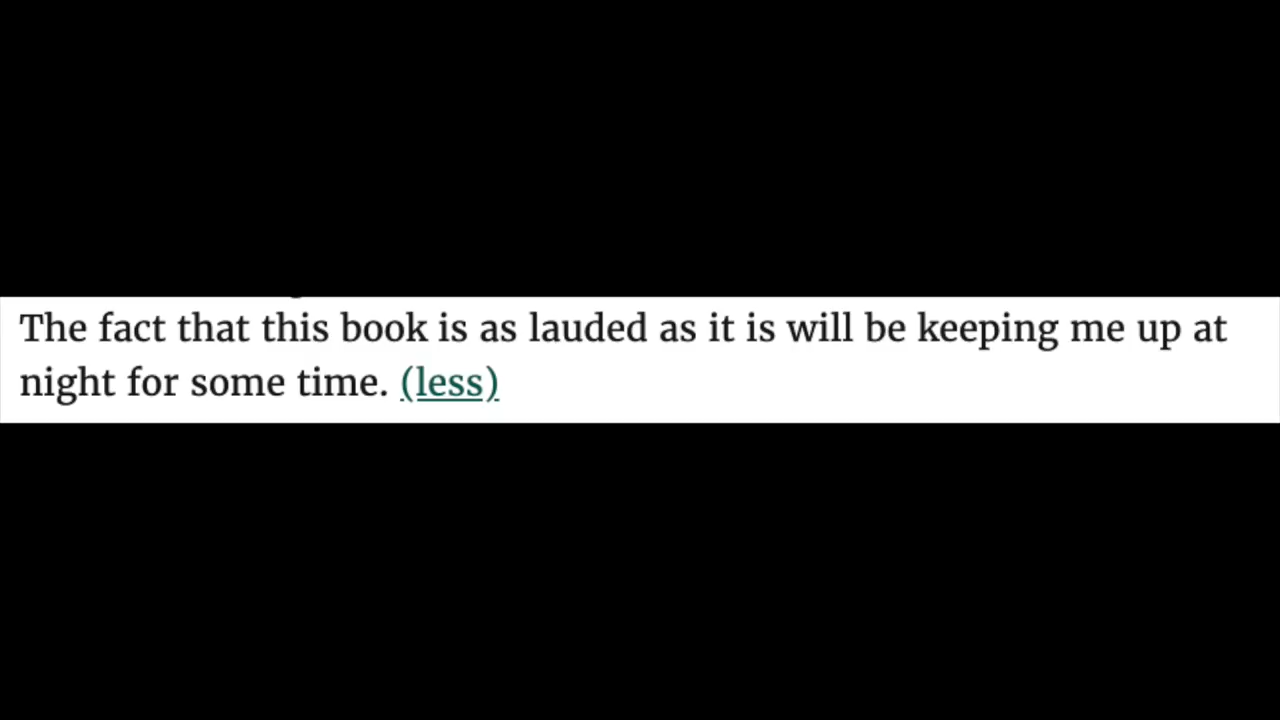 The fact that this book is as lauded as it is will be keeping me up at
night for some time. (less)